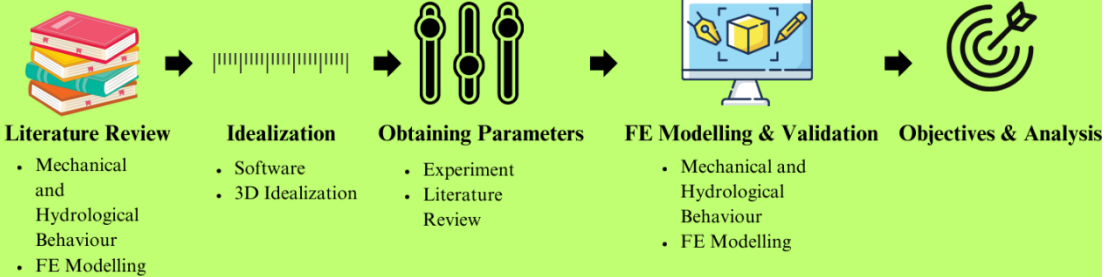 Literature Review
• Mechanical
and
Hydrological
Behaviour
• FE Modelling
Idealization
• Software
• 3D Idealization
Obtaining Parameters
• Experiment
• Literature
Review
FE Modelling & Validation
• Mechanical and
Hydrological
Behaviour
• FE Modelling
Objectives & Analysis